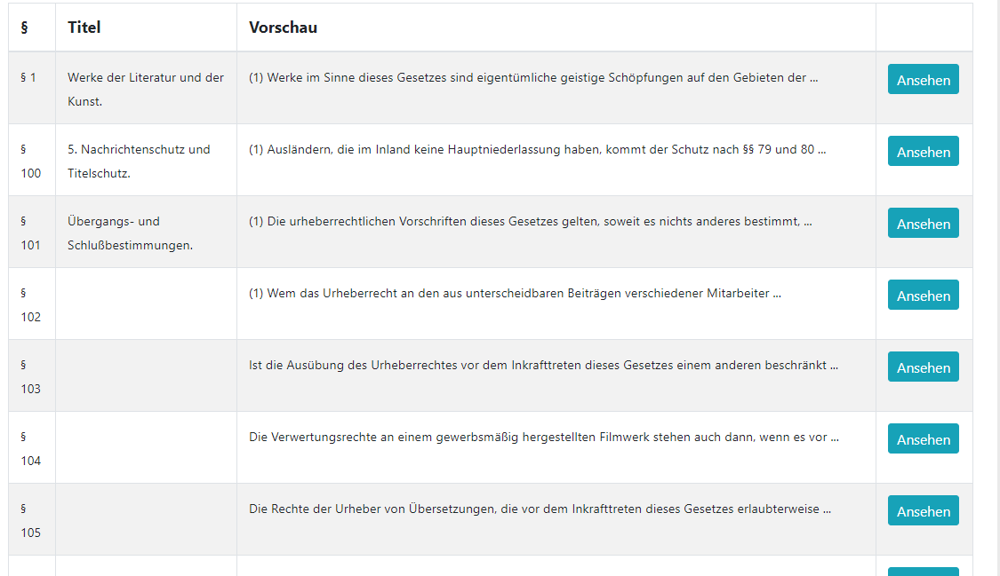 § Titel Vorschau
§ 1 Werke der Literatur und der (1) Werke im Sinne dieses Gesetzes sind eigentümliche geistige Schöpfungen auf den Gebieten der ... Ansehen
Kunst.
§ 5. Nachrichtenschutz und (1) Ausländern, die im Inland keine Hauptniederlassung haben, kommt der Schutz nach §§ 79 und 80 ... Ansehen
100 Titelschutz.
§ Übergangs- und (1) Die urheberrechtlichen Vorschriften dieses Gesetzes gelten, soweit es nichts anderes bestimmt, ... Ansehen
101 Schlußbestimmungen.
§ (1) Wem das Urheberrecht an den aus unterscheidbaren Beiträgen verschiedener Mitarbeiter ... Ansehen
102
§ Ist die Ausübung des Urheberrechtes vor dem Inkrafttreten dieses Gesetzes einem anderen beschränkt ... Ansehen
103
§ Die Verwertungsrechte an einem gewerbsmäßig hergestellten Filmwerk stehen auch dann, wenn es vor ... Ansehen
104
§ Die Rechte der Urheber von Übersetzungen, die vor dem Inkrafttreten dieses Gesetzes erlaubterweise ... Ansehen
105